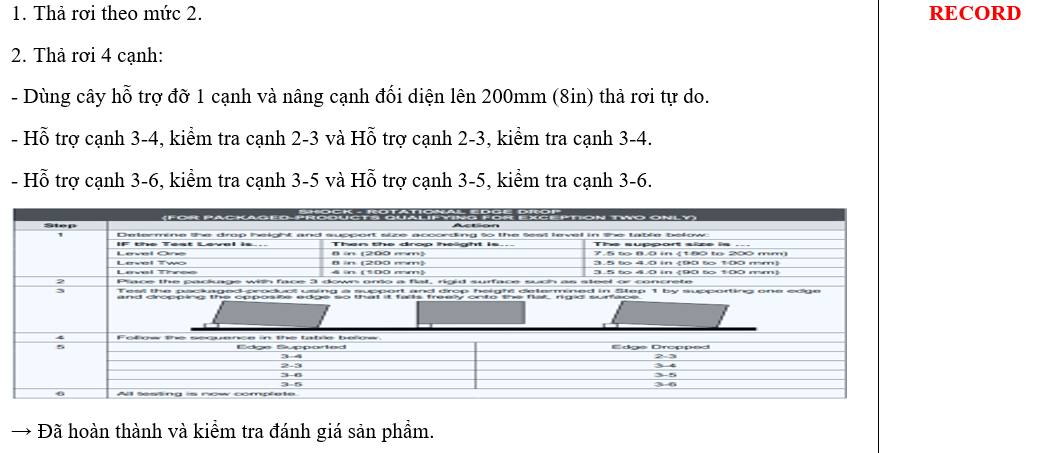 1. Thả rơi theo mức 2.
RECORD
2. Thả rơi 4 cạnh:
- Dùng cây hỗ trợ đỡ 1 cạnh và nâng cạnh đối diện lên 200mm (8in) thả rơi tự do.
- Hỗ trợ cạnh 3-4, kiểm tra cạnh 2-3 và Hỗ trợ cạnh 2-3, kiểm tra cạnh 3-4.
- Hỗ trợ cạnh 3-6, kiểm tra cạnh 3-5 và Hỗ trợ cạnh 3-5, kiểm tra cạnh 3-6.
SHOCK - ROTATIONAL EDGE DROP
(FOR PACKAGED-PRODUCTS QUALIFYING FOR EXCEPTION TWO ONLY)
Step Action
1 Determine the drop height and support size according to the test level in the table below:
IF the Test Level is... Then the drop height is... The support size is ...
Level One 8 in (200 mm) 7.5 to 8.0 in (180 to 200 mm)
Level Two 8 in (200 mm) 3.5 to 4.0 in (90 to 100 mm)
Level Three 4 in (100 mm) 3.5 to 4.0 in (90 to 100 mm)
2 Place the package with face 3 down onto a flat, rigid surface such as steel or concrete
3 Test the packaged-product using a support and drop height determined in Step 1 by supporting one edge
and dropping the opposite edge so that it falls freely onto the flat, rigid surface.
4 Follow the sequence in the table below.
5 Edge Supported Edge Dropped
3-4 2-3
2-3 3-4
3-6 3-5
3-5 3-6
6 All testing is now complete.
→ Đã hoàn thành và kiểm tra đánh giá sản phẩm.